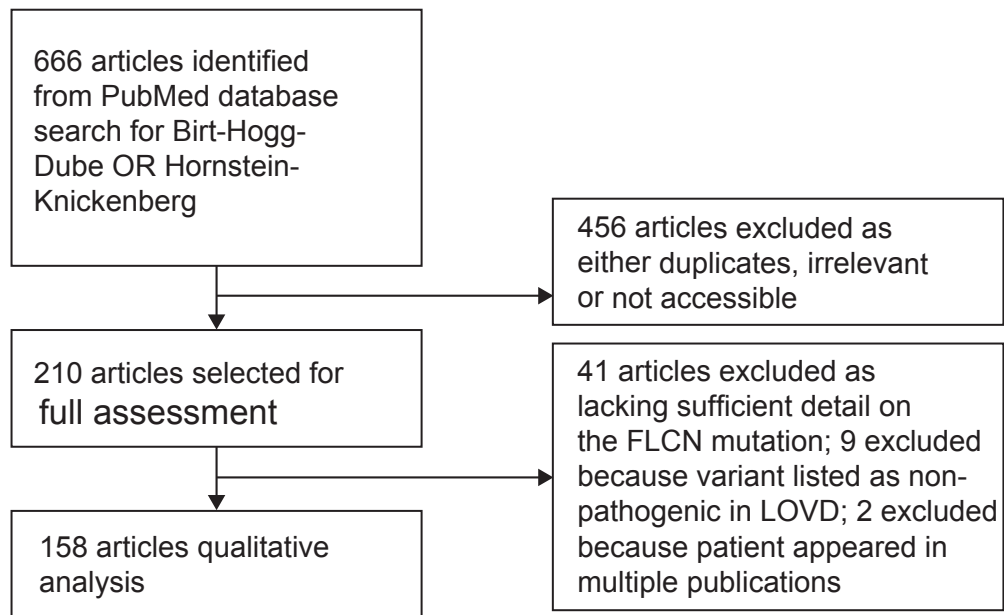 666 articles identified
from PubMed database
search for Birt-Hogg-
Dube OR Hornstein-
Knickenberg
456 articles excluded as
either duplicates, irrelevant
or not accessible
210 articles selected for
full assessment
41 articles excluded as
lacking sufficient detail on
the FLCN mutation; 9 excluded
because variant listed as non-
pathogenic in LOVD; 2 excluded
because patient appeared in
multiple publications
158 articles qualitative
analysis